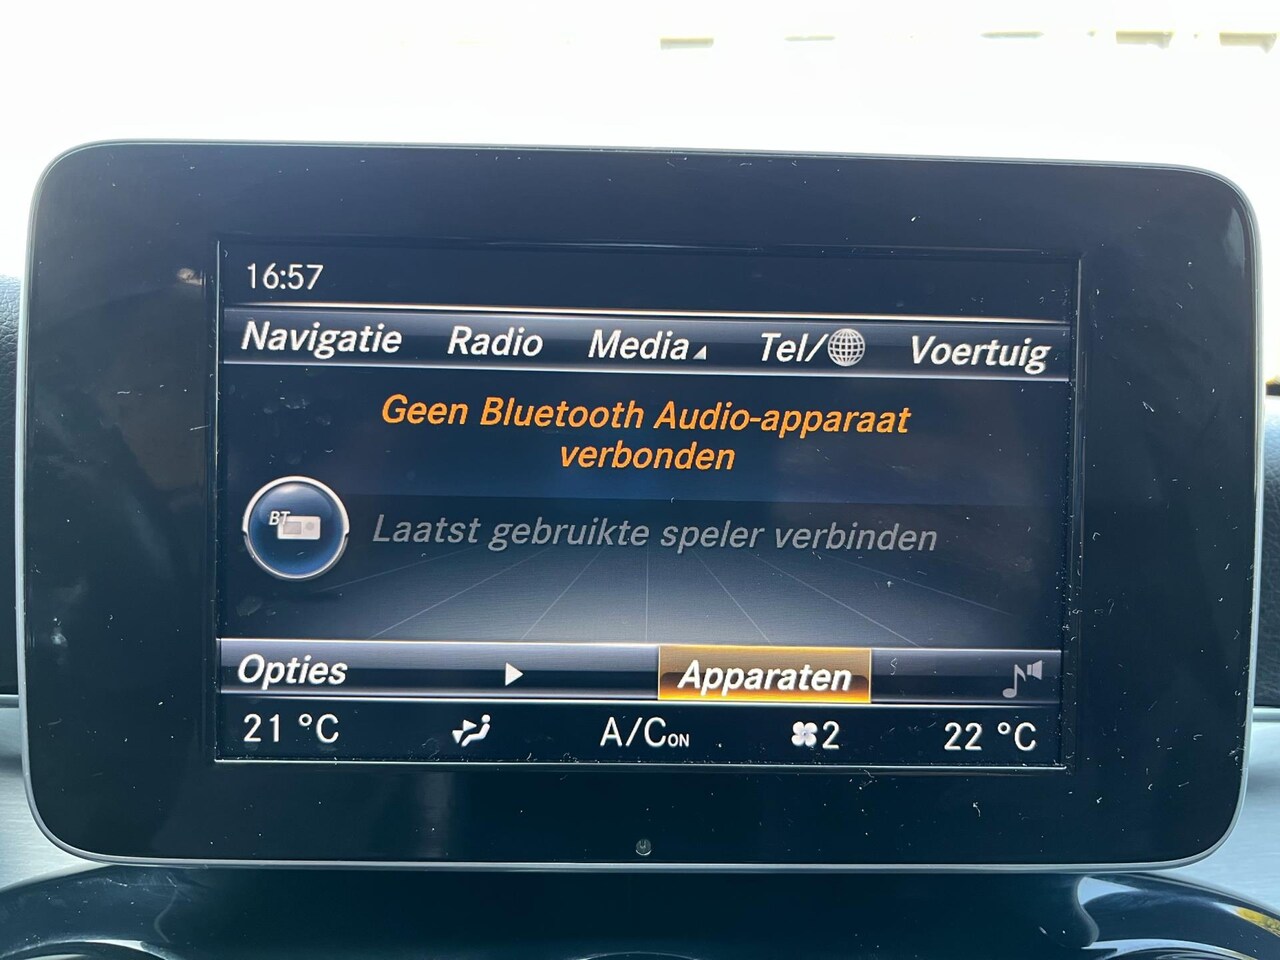 16:57
Navigatie Radio Media Tel/ Voertuig
Geen Bluetooth Audio-apparaat
verbonden
BT
Laatst gebruikte speler verbinden
Opties Apparaten
21 °C A/C ON 2 22 °C